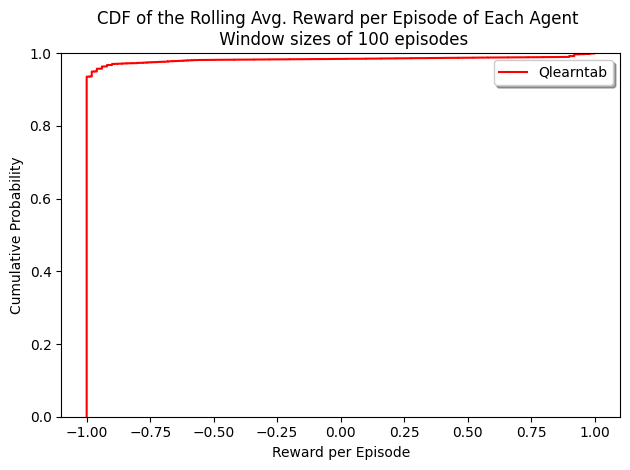 CDF of the Rolling Avg. Reward per Episode of Each Agent
Window sizes of 100 episodes
Qlearntab
1.0
0.8
0.6
0.4
0.2
0.0
Cumulative Probability
−1.00 −0.75 −0.50 −0.25 0.00 0.25 0.50 0.75 1.00
Reward per Episode